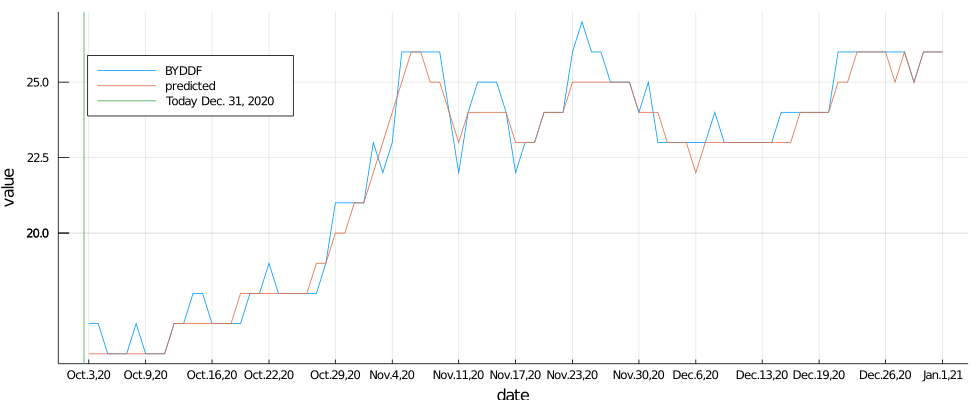 BYDDF
predicted
Today Dec. 31, 2020
25.0
22.5
20.0
value
Oct.3,20 Oct.9,20 Oct.16,20 Oct.22,20 Oct.29,20 Nov.4,20 Nov.11,20 Nov.17,20 Nov.23,20 Nov.30,20 Dec.6,20 Dec.13,20 Dec.19,20 Dec.26,20 Jan.1,21
date